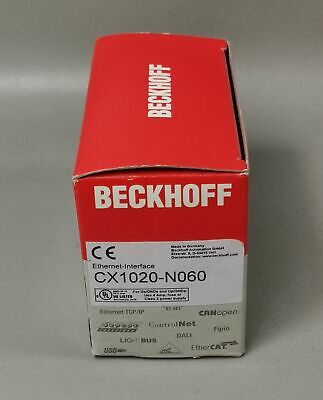 BECKHOFF
BECKHOFF
CE
Made in Germany
Beckhoff Automation GmbH
Ethernet-Interface
CX1020-N060
Ethernet TCP/IP
CANopen
ControlNet
Fipio
LIGHTBUS
DALI
USB
EtherCAT